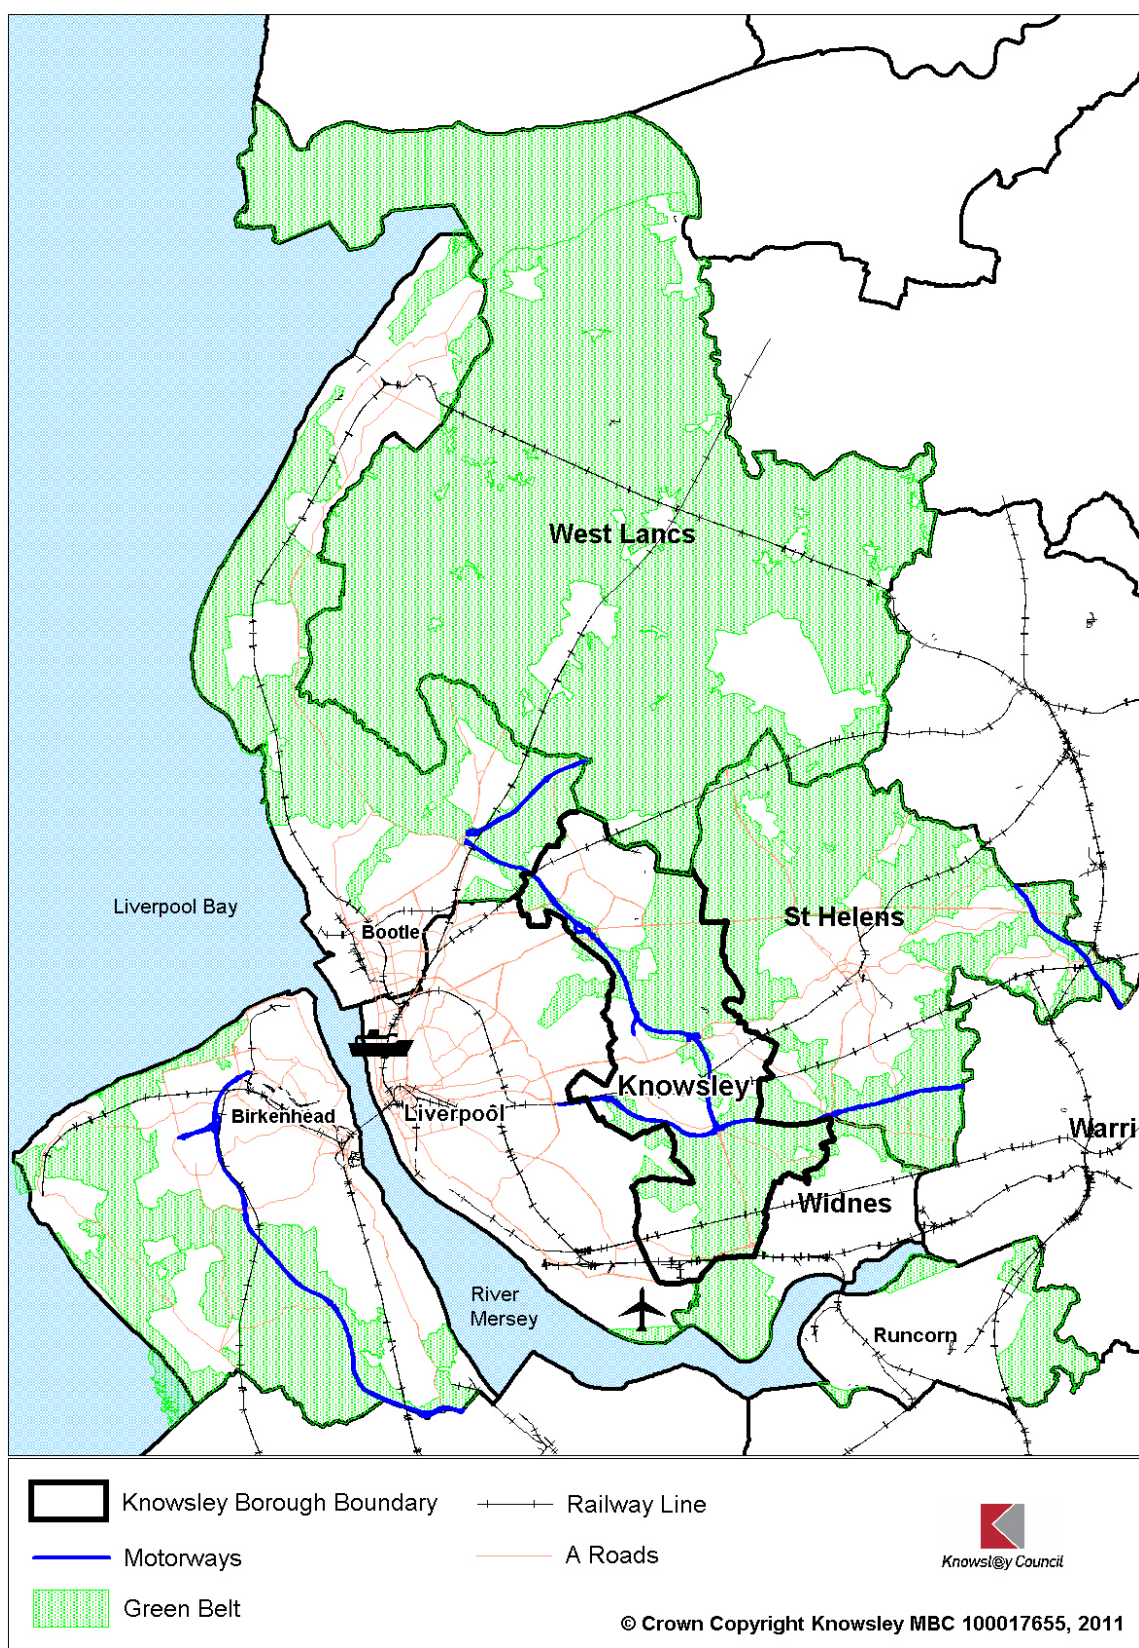 West Lancs
Liverpool Bay
Bootle
St Helens
Knowsley
Birkenhead
Liverpool
Warri
Widnes
River
Mersey
Runcorn
Knowsley Borough Boundary
Railway Line
Motorways
A Roads
Green Belt
Knowsl@y Council
© Crown Copyright Knowsley MBC 100017655, 2011